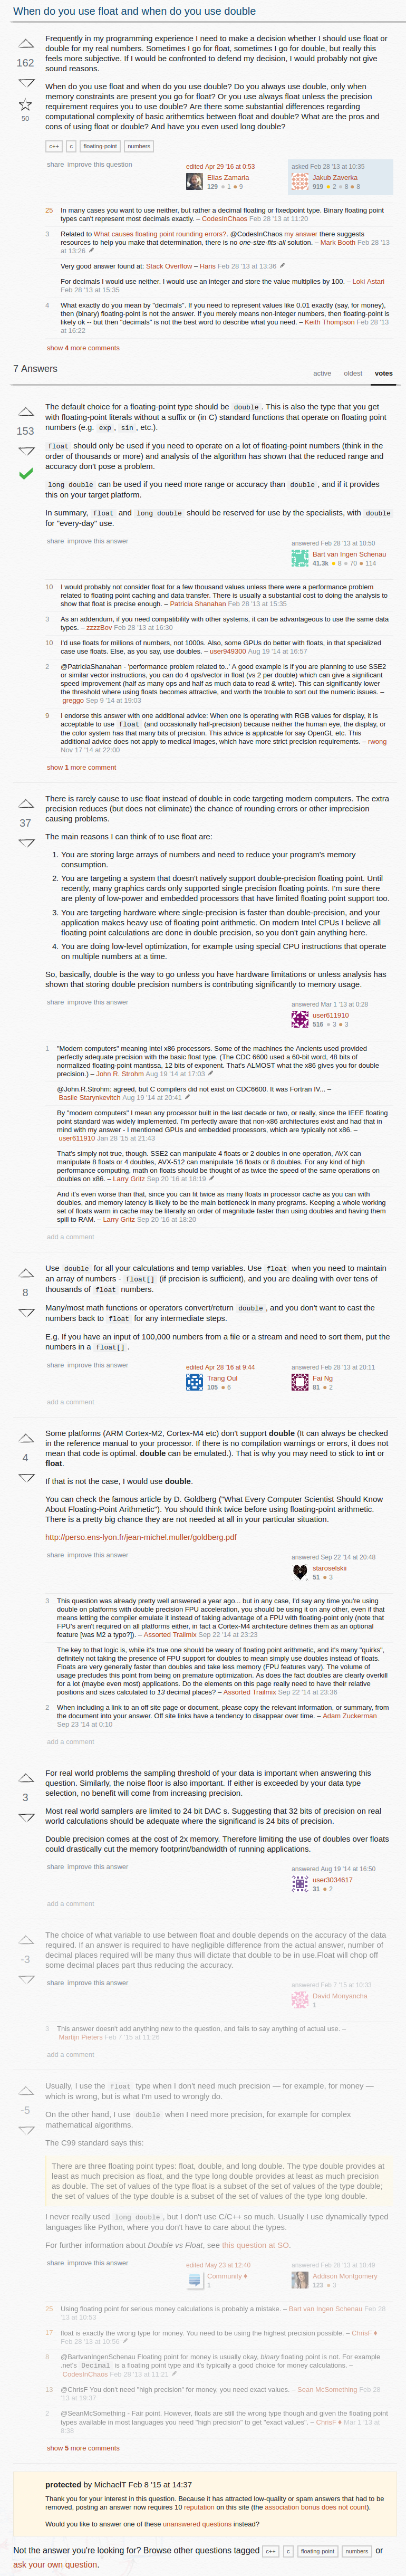 When do you use float and when do you use double
Frequently in my programming experience I need to make a decision whether I should use float or
double for my real numbers. Sometimes I go for float, sometimes I go for double, but really this
feels more subjective. If I would be confronted to defend my decision, I would probably not give
sound reasons.
162
50
When do you use float and when do you use double? Do you always use double, only when
memory constraints are present you go for float? Or you use always float unless the precision
requirement requires you to use double? Are there some substantial differences regarding
computational complexity of basic arithemtics between float and double? What are the pros and
cons of using float or double? And have you even used long double?
c++ c floating-point numbers
share improve this question
edited Apr 29 '16 at 0:53
Elias Zamaria
129 1 9
asked Feb 28 '13 at 10:35
Jakub Zaverka
919 2 8 8
25 In many cases you want to use neither, but rather a decimal floating or fixedpoint type. Binary floating point
types can't represent most decimals exactly. – CodesInChaos Feb 28 '13 at 11:20
3 Related to What causes floating point rounding errors?. @CodesInChaos my answer there suggests
resources to help you make that determination, there is no one-size-fits-all solution. – Mark Booth Feb 28 '13
at 13:26
Very good answer found at: Stack Overflow – Haris Feb 28 '13 at 13:36
For decimals I would use neither. I would use an integer and store the value multiplies by 100. – Loki Astari
Feb 28 '13 at 15:35
4 What exactly do you mean by "decimals". If you need to represent values like 0.01 exactly (say, for money),
then (binary) floating-point is not the answer. If you merely means non-integer numbers, then floating-point is
likely ok -- but then "decimals" is not the best word to describe what you need. – Keith Thompson Feb 28 '13
at 16:22
show 4 more comments
7 Answers
active oldest votes
153
The default choice for a floating-point type should be double. This is also the type that you get
with floating-point literals without a suffix or (in C) standard functions that operate on floating point
numbers (e.g. exp, sin, etc.).
float should only be used if you need to operate on a lot of floating-point numbers (think in the
order of thousands or more) and analysis of the algorithm has shown that the reduced range and
accuracy don't pose a problem.
long double can be used if you need more range or accuracy than double, and if it provides
this on your target platform.
In summary, float and long double should be reserved for use by the specialists, with double
for "every-day" use.
share improve this answer
answered Feb 28 '13 at 10:50
Bart van Ingen Schenau
41.3k 8 70 114
10 I would probably not consider float for a few thousand values unless there were a performance problem
related to floating point caching and data transfer. There is usually a substantial cost to doing the analysis to
show that float is precise enough. – Patricia Shanahan Feb 28 '13 at 15:35
3 As an addendum, if you need compatibility with other systems, it can be advantageous to use the same data
types. – zzzzBov Feb 28 '13 at 16:30
10 I'd use floats for millions of numbers, not 1000s. Also, some GPUs do better with floats, in that specialized
case use floats. Else, as you say, use doubles. – user949300 Aug 19 '14 at 16:57
2 @PatriciaShanahan - 'performance problem related to..' A good example is if you are planning to use SSE2
or similar vector instructions, you can do 4 ops/vector in float (vs 2 per double) which can give a significant
speed improvement (half as many ops and half as much data to read & write). This can significantly lower
the threshold where using floats becomes attractive, and worth the trouble to sort out the numeric issues. –
greggo Sep 9 '14 at 19:03
9 I endorse this answer with one additional advice: When one is operating with RGB values for display, it is
acceptable to use float (and occasionally half-precision) because neither the human eye, the display, or
the color system has that many bits of precision. This advice is applicable for say OpenGL etc. This
additional advice does not apply to medical images, which have more strict precision requirements. – rwong
Nov 17 '14 at 22:00
show 1 more comment
37
There is rarely cause to use float instead of double in code targeting modern computers. The extra
precision reduces (but does not eliminate) the chance of rounding errors or other imprecision
causing problems.
The main reasons I can think of to use float are:
1. You are storing large arrays of numbers and need to reduce your program's memory
consumption.
2. You are targeting a system that doesn't natively support double-precision floating point. Until
recently, many graphics cards only supported single precision floating points. I'm sure there
are plenty of low-power and embedded processors that have limited floating point support too.
3. You are targeting hardware where single-precision is faster than double-precision, and your
application makes heavy use of floating point arithmetic. On modern Intel CPUs I believe all
floating point calculations are done in double precision, so you don't gain anything here.
4. You are doing low-level optimization, for example using special CPU instructions that operate
on multiple numbers at a time.
So, basically, double is the way to go unless you have hardware limitations or unless analysis has
shown that storing double precision numbers is contributing significantly to memory usage.
share improve this answer
answered Mar 1 '13 at 0:28
user611910
516 3 3
2 "Modern computers" meaning Intel x86 processors. Some of the machines the Ancients used provided
perfectly adequate precision with the basic float type. (The CDC 6600 used a 60-bit word, 48 bits of
normalized floating-point mantissa, 12 bits of exponent. That's ALMOST what the x86 gives you for double
precision.) – John R. Strohm Aug 19 '14 at 17:03
@John.R.Strohm: agreed, but C compilers did not exist on CDC6600. It was Fortran IV... –
Basile Starynkevitch Aug 19 '14 at 20:41
By "modern computers" I mean any processor built in the last decade or two, or really, since the IEEE floating
point standard was widely implemented. I'm perfectly aware that non-x86 architectures exist and had that in
mind with my answer - I mentioned GPUs and embedded processors, which are typically not x86. –
user611910 Jan 28 '15 at 21:43
That's simply not true, though. SSE2 can manipulate 4 floats or 2 doubles in one operation, AVX can
manipulate 8 floats or 4 doubles, AVX-512 can manipulate 16 floats or 8 doubles. For any kind of high
performance computing, math on floats should be thought of as twice the speed of the same operations on
doubles on x86. – Larry Gritz Sep 20 '16 at 18:19
And it's even worse than that, since you can fit twice as many floats in processor cache as you can with
doubles, and memory latency is likely to be the main bottleneck in many programs. Keeping a whole working
set of floats warm in cache may be literally an order of magnitude faster than using doubles and having them
spill to RAM. – Larry Gritz Sep 20 '16 at 18:20
add a comment
8
Use double for all your calculations and temp variables. Use float when you need to maintain
an array of numbers - float[] (if precision is sufficient), and you are dealing with over tens of
thousands of float numbers.
Many/most math functions or operators convert/return double, and you don't want to cast the
numbers back to float for any intermediate steps.
E.g. If you have an input of 100,000 numbers from a file or a stream and need to sort them, put the
numbers in a float[].
share improve this answer
edited Apr 28 '16 at 9:44
Trang Oul
105 6
answered Feb 28 '13 at 20:11
Fai Ng
81 2
add a comment
4
Some platforms (ARM Cortex-M2, Cortex-M4 etc) don't support double (It can always be checked
in the reference manual to your processor. If there is no compilation warnings or errors, it does not
mean that code is optimal. double can be emulated.). That is why you may need to stick to int or
float.
If that is not the case, I would use double.
You can check the famous article by D. Goldberg ("What Every Computer Scientist Should Know
About Floating-Point Arithmetic"). You should think twice before using floating-point arithmetic.
There is a pretty big chance they are not needed at all in your particular situation.
http://perso.ens-lyon.fr/jean-michel.muller/goldberg.pdf
share improve this answer
answered Sep 22 '14 at 20:48
staroselskii
51 3
3 This question was already pretty well answered a year ago... but in any case, I'd say any time you're using
double on platforms with double precision FPU acceleration, you should be using it on any other, even if that
means letting the compiler emulate it instead of taking advantage of a FPU with floating-point only (note that
FPU's aren't required on all platforms either, in fact a Cortex-M4 architecture defines them as an optional
feature [was M2 a typo?]). – Assorted Trailmix Sep 22 '14 at 23:23
The key to that logic is, while it's true one should be weary of floating point arithmetic, and it's many "quirks",
definitely not taking the presence of FPU support for doubles to mean simply use doubles instead of floats.
Floats are very generally faster than doubles and take less memory (FPU features vary). The volume of
usage precludes this point from being on premature optimization. As does the fact doubles are clearly overkill
for a lot (maybe even most) applications. Do the elements on this page really need to have their relative
positions and sizes calculated to 13 decimal places? – Assorted Trailmix Sep 22 '14 at 23:36
2 When including a link to an off site page or document, please copy the relevant information, or summary, from
the document into your answer. Off site links have a tendency to disappear over time. – Adam Zuckerman
Sep 23 '14 at 0:10
add a comment
3
For real world problems the sampling threshold of your data is important when answering this
question. Similarly, the noise floor is also important. If either is exceeded by your data type
selection, no benefit will come from increasing precision.
Most real world samplers are limited to 24 bit DAC s. Suggesting that 32 bits of precision on real
world calculations should be adequate where the significand is 24 bits of precision.
Double precision comes at the cost of 2x memory. Therefore limiting the use of doubles over floats
could drastically cut the memory footprint/bandwidth of running applications.
share improve this answer
answered Aug 19 '14 at 16:50
user3034617
31 2
add a comment
-3
The choice of what variable to use between float and double depends on the accuracy of the data
required. If an answer is required to have negligible difference from the actual answer, number of
decimal places required will be many thus will dictate that double to be in use.Float will chop off
some decimal places part thus reducing the accuracy.
share improve this answer
answered Feb 7 '15 at 10:33
David Monyancha
1
3 This answer doesn't add anything new to the question, and fails to say anything of actual use. –
Martijn Pieters Feb 7 '15 at 11:26
add a comment
-5
Usually, I use the float type when I don't need much precision — for example, for money —
which is wrong, but is what I'm used to wrongly do.
On the other hand, I use double when I need more precision, for example for complex
mathematical algorithms.
The C99 standard says this:
There are three floating point types: float, double, and long double. The type double provides at
least as much precision as float, and the type long double provides at least as much precision
as double. The set of values of the type float is a subset of the set of values of the type double;
the set of values of the type double is a subset of the set of values of the type long double.
I never really used long double, but I don't use C/C++ so much. Usually I use dynamically typed
languages like Python, where you don't have to care about the types.
For further information about Double vs Float, see this question at SO.
share improve this answer
edited May 23 at 12:40
Community ♦
1
answered Feb 28 '13 at 10:49
Addison Montgomery
123 3
25 Using floating point for serious money calculations is probably a mistake. – Bart van Ingen Schenau Feb 28
'13 at 10:53
17 float is exactly the wrong type for money. You need to be using the highest precision possible. – ChrisF ♦
Feb 28 '13 at 10:56
8 @BartvanIngenSchenau Floating point for money is usually okay, binary floating point is not. For example
.net's Decimal is a floating point type and it's typically a good choice for money calculations. –
CodesInChaos Feb 28 '13 at 11:21
13 @ChrisF You don't need "high precision" for money, you need exact values. – Sean McSomething Feb 28
'13 at 19:37
2 @SeanMcSomething - Fair point. However, floats are still the wrong type though and given the floating point
types available in most languages you need "high precision" to get "exact values". – ChrisF ♦ Mar 1 '13 at
8:38
show 5 more comments
protected by MichaelT Feb 8 '15 at 14:37
Thank you for your interest in this question. Because it has attracted low-quality or spam answers that had to be
removed, posting an answer now requires 10 reputation on this site (the association bonus does not count).
Would you like to answer one of these unanswered questions instead?
Not the answer you're looking for? Browse other questions tagged c++ c floating-point numbers or
ask your own question.